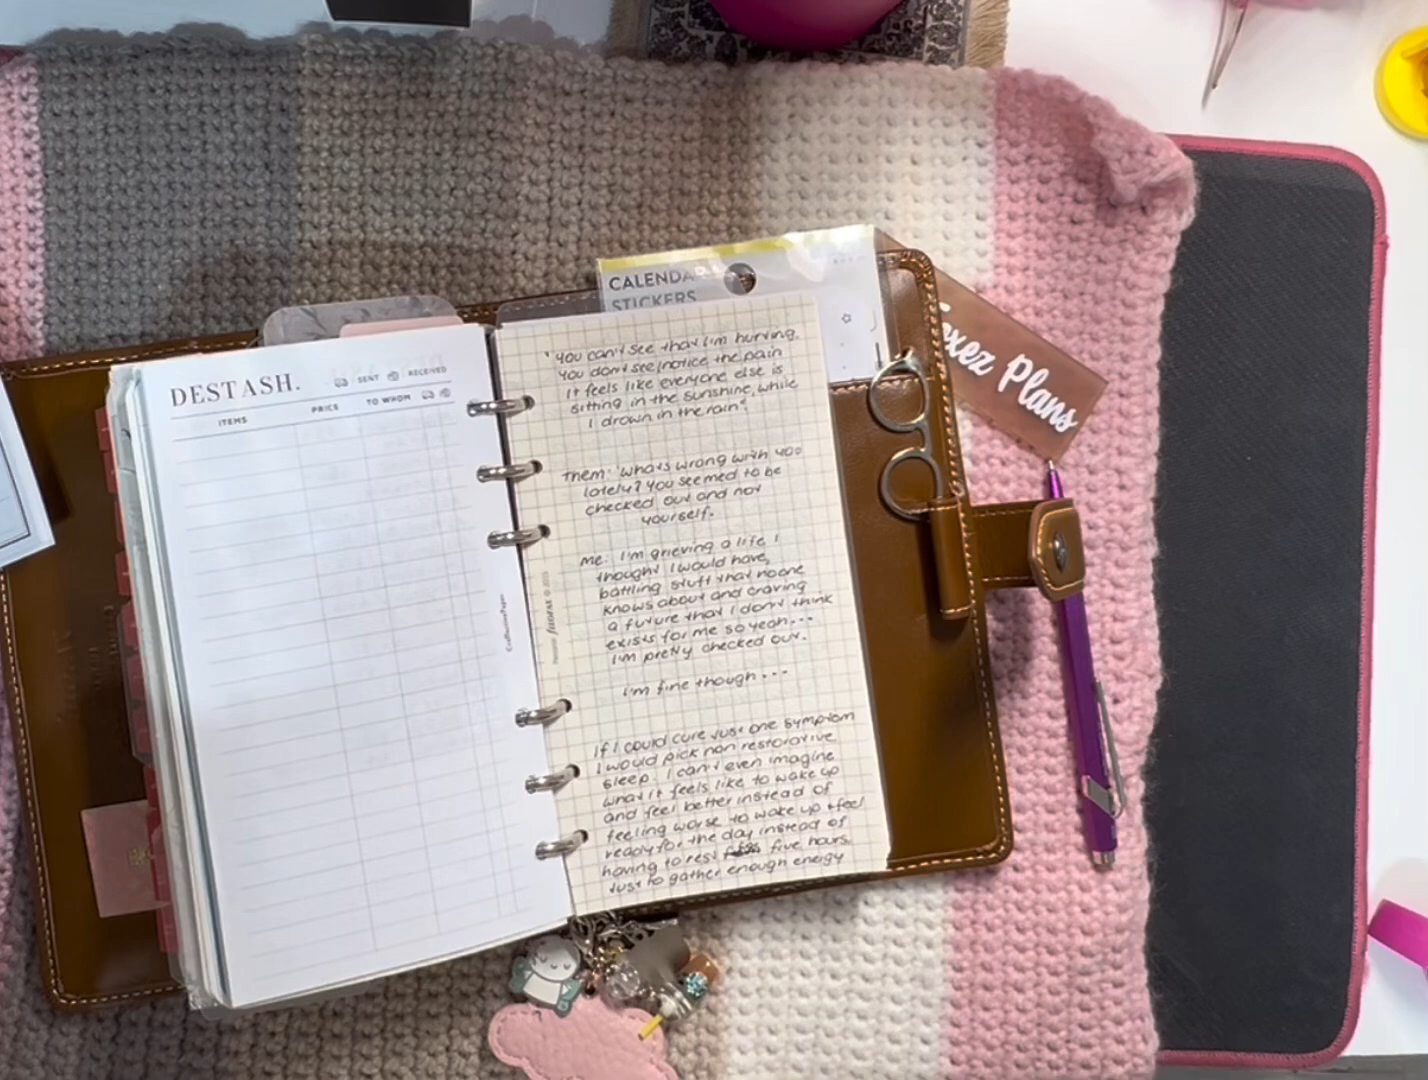 CALENDAR
STICKERS
DESTASH.
SENT RECEIVED
ITEMS PRICE TO WHOM
"you can't see that I'm hurting.
you don't see/notice the pain
it feels like everyone else is
sitting in the sunshine, while
I drown in the rain".
Them: 'whats wrong with you
lately? you seemed to be
checked out and not
yourself.
me: I'm grieving a life I
thought I would have,
battling stuff that no one
knows about and craving
a future that I don't think
exists for me so yeah...
I'm pretty checked out.
I'm fine though...
If I could cure just one symptom
I would pick non restorative
sleep. I can't even imagine
what it feels like to wake up
and feel better instead of
feeling worse to wake up + feel
ready for the day instead of
having to rest five hours
just to gather enough energy
filofax © 2023
Plans